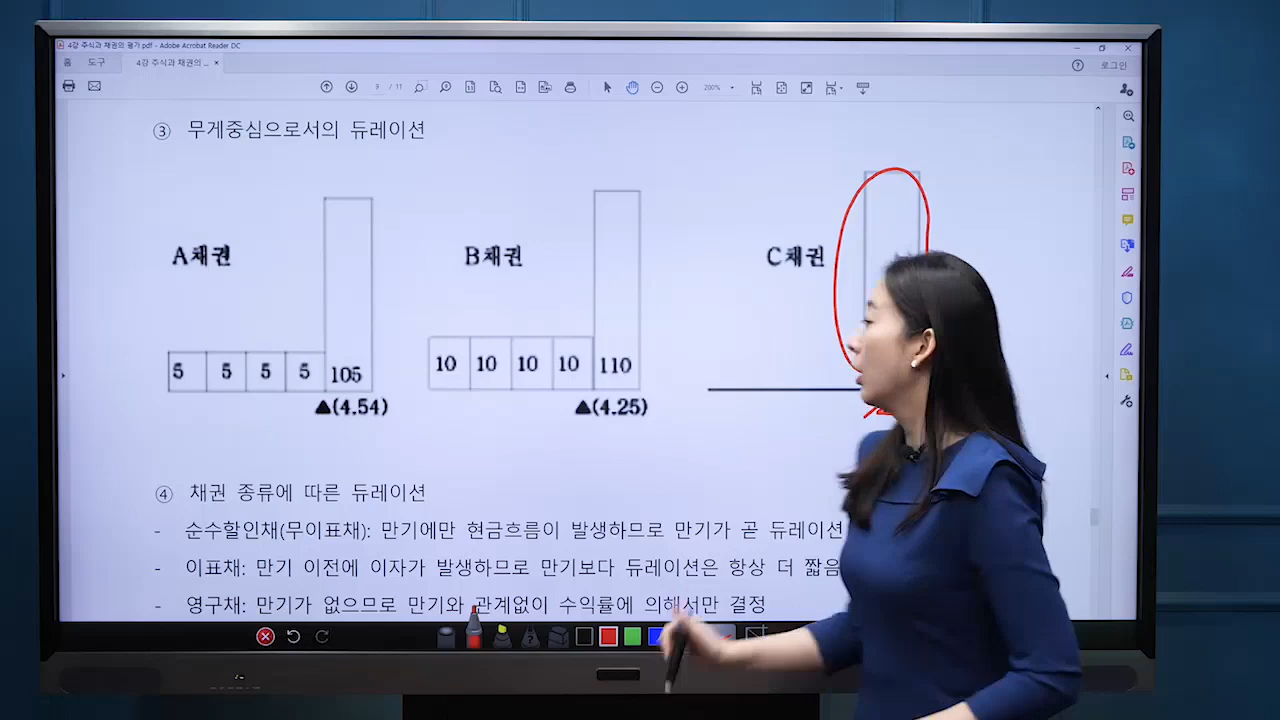 4강 주식과 채권의 평가.pdf - Adobe Acrobat Reader DC
홈 도구 4강 주식과 채권의 ... ×
로그인
9 / 11 200%
③ 무게중심으로서의 듀레이션
A채권 B채권 C채권
5 5 5 5 105
10 10 10 10 110
▲(4.54) ▲(4.25)
④ 채권 종류에 따른 듀레이션
- 순수할인채(무이표채): 만기에만 현금흐름이 발생하므로 만기가 곧 듀레이션
- 이표채: 만기 이전에 이자가 발생하므로 만기보다 듀레이션은 항상 더 짧음
- 영구채: 만기가 없으므로 만기와 관계없이 수익률에 의해서만 결정